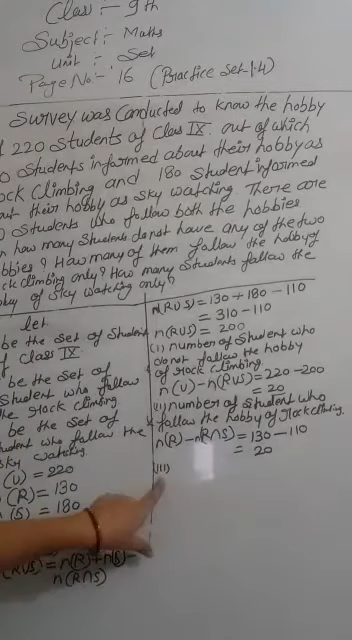 Class :- 9th
Subject :- Maths
Unit :- Set
Page No :- 16 (Practice Set 1.4)
Survey was conducted to know the hobby
220 Students of Class IX. out of which
0 Students informed about their hobby as
ock Climbing and 180 Student informed
out their hobby as Sky watching. There are
0 Students who follow both the hobbies
n how many Students do not have any of the two
bbies? How many of them follow the hobby of
ck climbing only? How many Students follow the
by of Sky watching only?
let
be the set of Student
f class IX
be the set of
Student who follow
the rock climbing
be the set of
udent who follow the
sky watching
(U) = 220
(R) = 130
n (S) = 180
(RUS) = n(R) + n(S) -
n(R∩S)
n(RUS) = 130 + 180 - 110
= 310 - 110
n(RUS) = 200
(i) number of Student who
do not follow the hobby
of rock climbing.
n(U) - n(RUS) = 220 - 200
= 20
(ii) number of Student who
follow the hobby of rock climbing.
n(R) - n(R∩S) = 130 - 110
= 20
(iii)